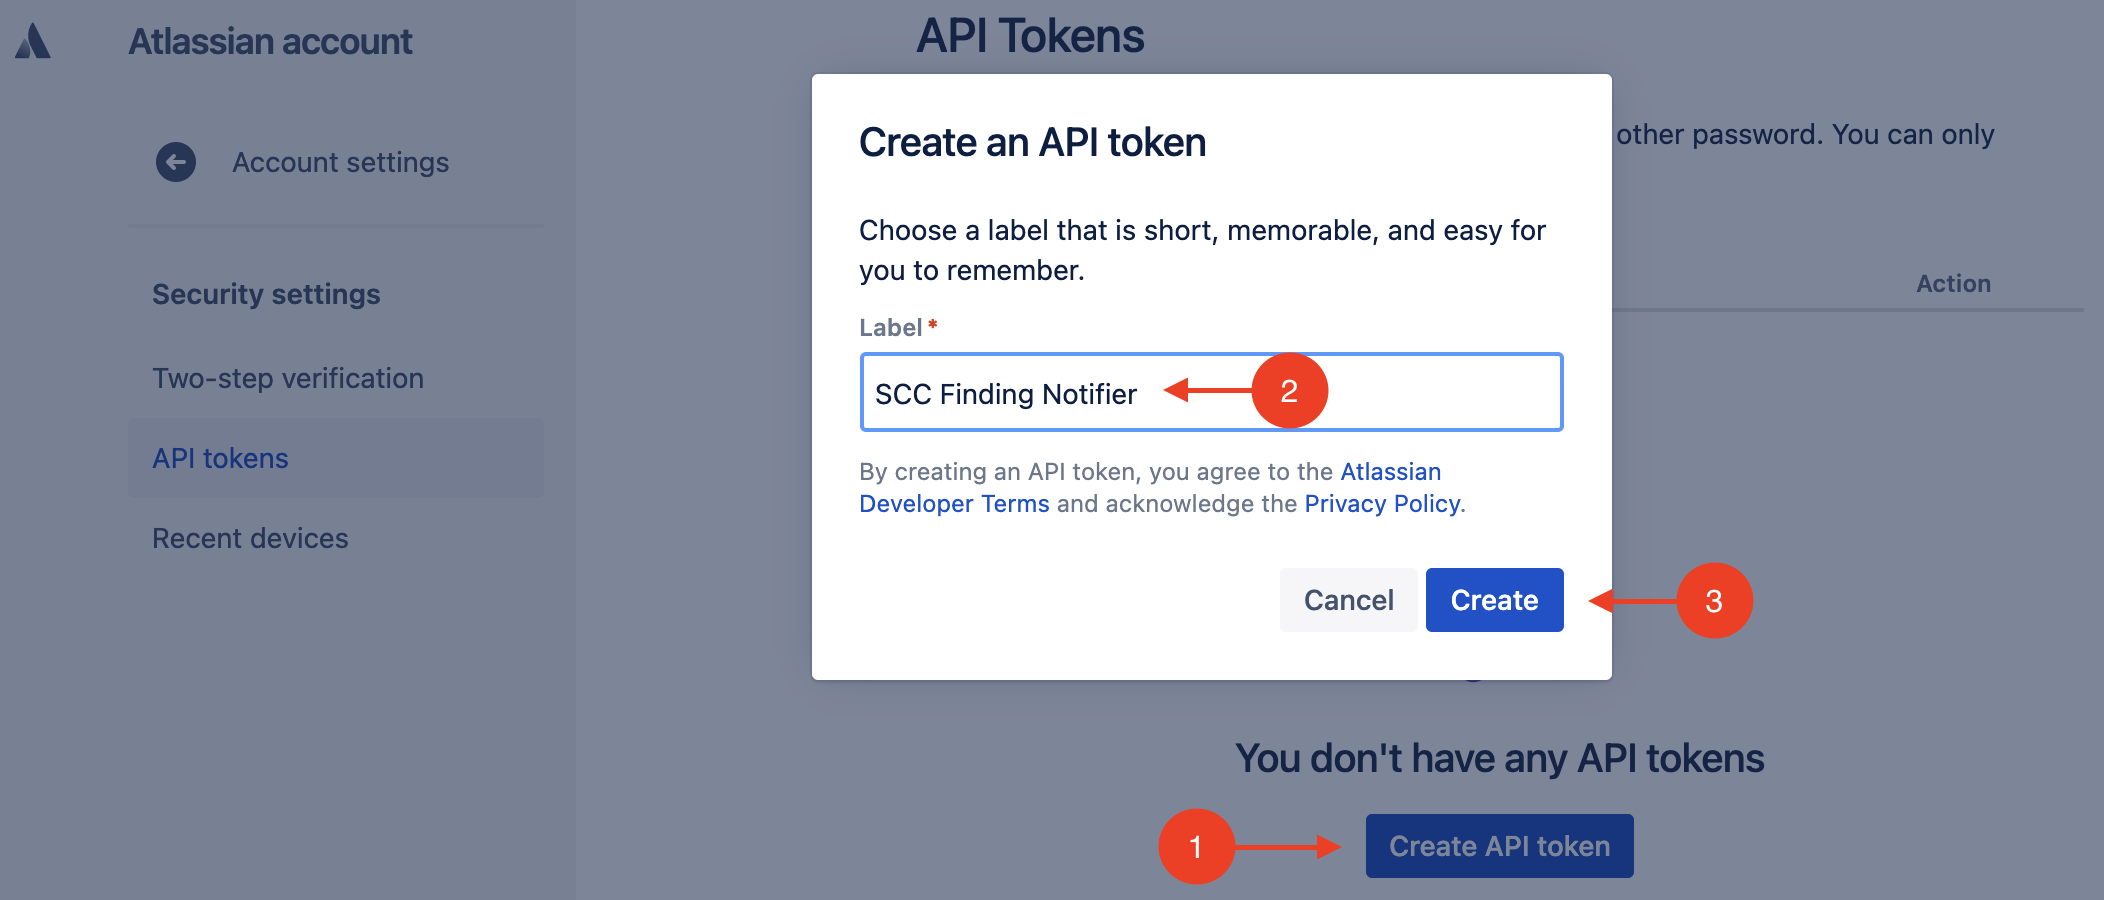 Atlassian account
Account settings
Security settings
Two-step verification
API tokens
Recent devices
API Tokens
other password. You can only
Action
Create an API token
Choose a label that is short, memorable, and easy for
you to remember.
Label *
SCC Finding Notifier
2
By creating an API token, you agree to the Atlassian
Developer Terms and acknowledge the Privacy Policy.
Cancel
Create
3
You don't have any API tokens
1
Create API token